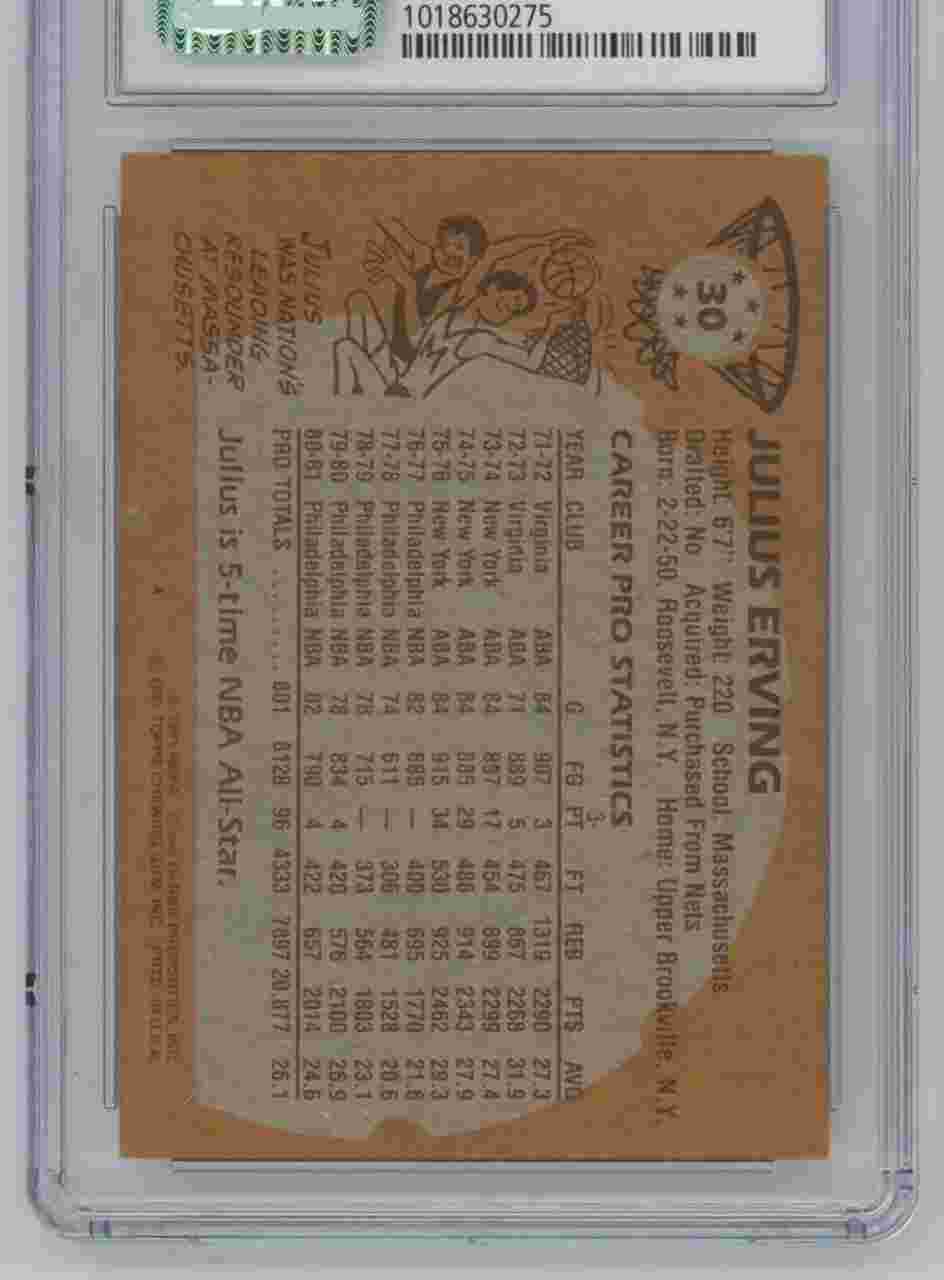 1018630275
30
JULIUS ERVING
Height: 6'7" Weight: 220 School: Massachusetts
Drafted: No Acquired: Purchased From Nets
Born: 2-22-50, Roosevelt, N.Y. Home: Upper Brookville, N.Y.
CAREER PRO STATISTICS
YEAR CLUB G FG 3-PT FT REB PTS AVG
71-72 Virginia ABA 84 907 3 467 1319 2290 27.3
72-73 Virginia ABA 71 889 5 475 867 2268 31.9
73-74 New York ABA 84 897 17 454 899 2299 27.4
74-75 New York ABA 84 885 29 486 914 2343 27.9
75-76 New York ABA 84 915 34 530 925 2462 29.3
76-77 Philadelphia NBA 82 685 — 400 695 1770 21.6
77-78 Philadelphia NBA 74 611 — 306 481 1528 20.6
78-79 Philadelphia NBA 78 715 — 373 564 1803 23.1
79-80 Philadelphia NBA 78 834 4 420 576 2100 26.9
80-81 Philadelphia NBA 82 790 4 422 657 2014 24.6
PRO TOTALS ......... 801 8128 96 4333 7897 20,877 26.1
JULIUS
WAS NATION'S
LEADING
REBOUNDER
AT MASSA-
CHUSETTS.
Julius is 5-time NBA All-Star.
A